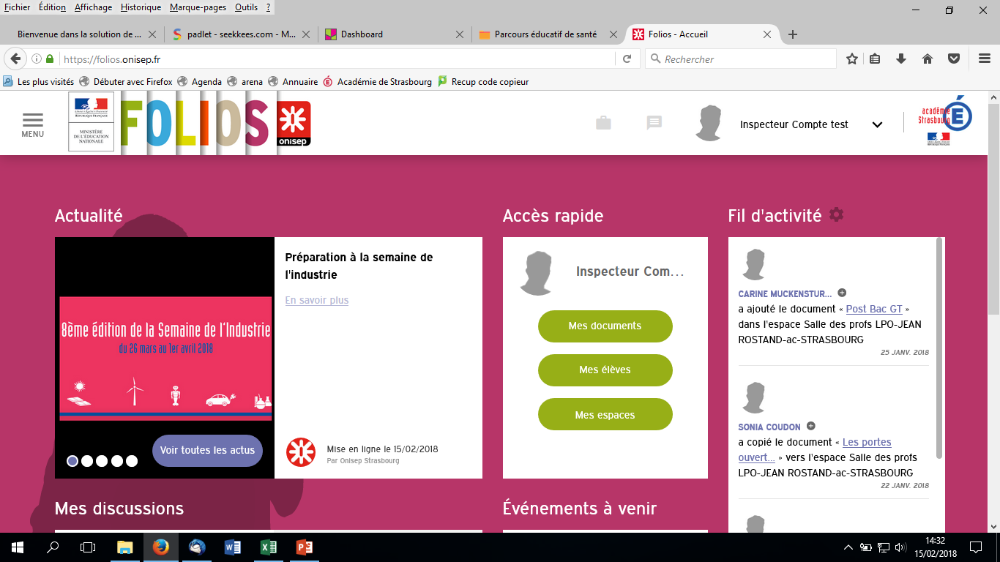 Fichier Édition Affichage Historique Marque-pages Outils ?
Bienvenue dans la solution de ... padlet - seekkees.com - M... Dashboard Parcours éducatif de santé Folios - Accueil
https://folios.onisep.fr Rechercher
Les plus visités Débuter avec Firefox Agenda arena Annuaire Académie de Strasbourg Recup code copieur
MENU
RÉPUBLIQUE FRANÇAISE
MINISTÈRE
DE L'ÉDUCATION
NATIONALE
FOLIOS
onisep
Inspecteur Compte test
académie
Strasbourg
É
Actualité
8ème édition de la Semaine de l'Industrie
du 26 mars au 1er avril 2018
Voir toutes les actus
Préparation à la semaine de
l'industrie
En savoir plus
Mise en ligne le 15/02/2018
Par Onisep Strasbourg
Accès rapide
Inspecteur Com...
Mes documents
Mes élèves
Mes espaces
Fil d'activité
CARINE MUCKENSTUR...
a ajouté le document « Post Bac GT »
dans l'espace Salle des profs LPO-JEAN
ROSTAND-ac-STRASBOURG
25 JANV. 2018
SONIA COUDON
a copié le document « Les portes
ouvert... » vers l'espace Salle des profs
LPO-JEAN ROSTAND-ac-STRASBOURG
22 JANV. 2018
Mes discussions
Événements à venir
14:32
15/02/2018